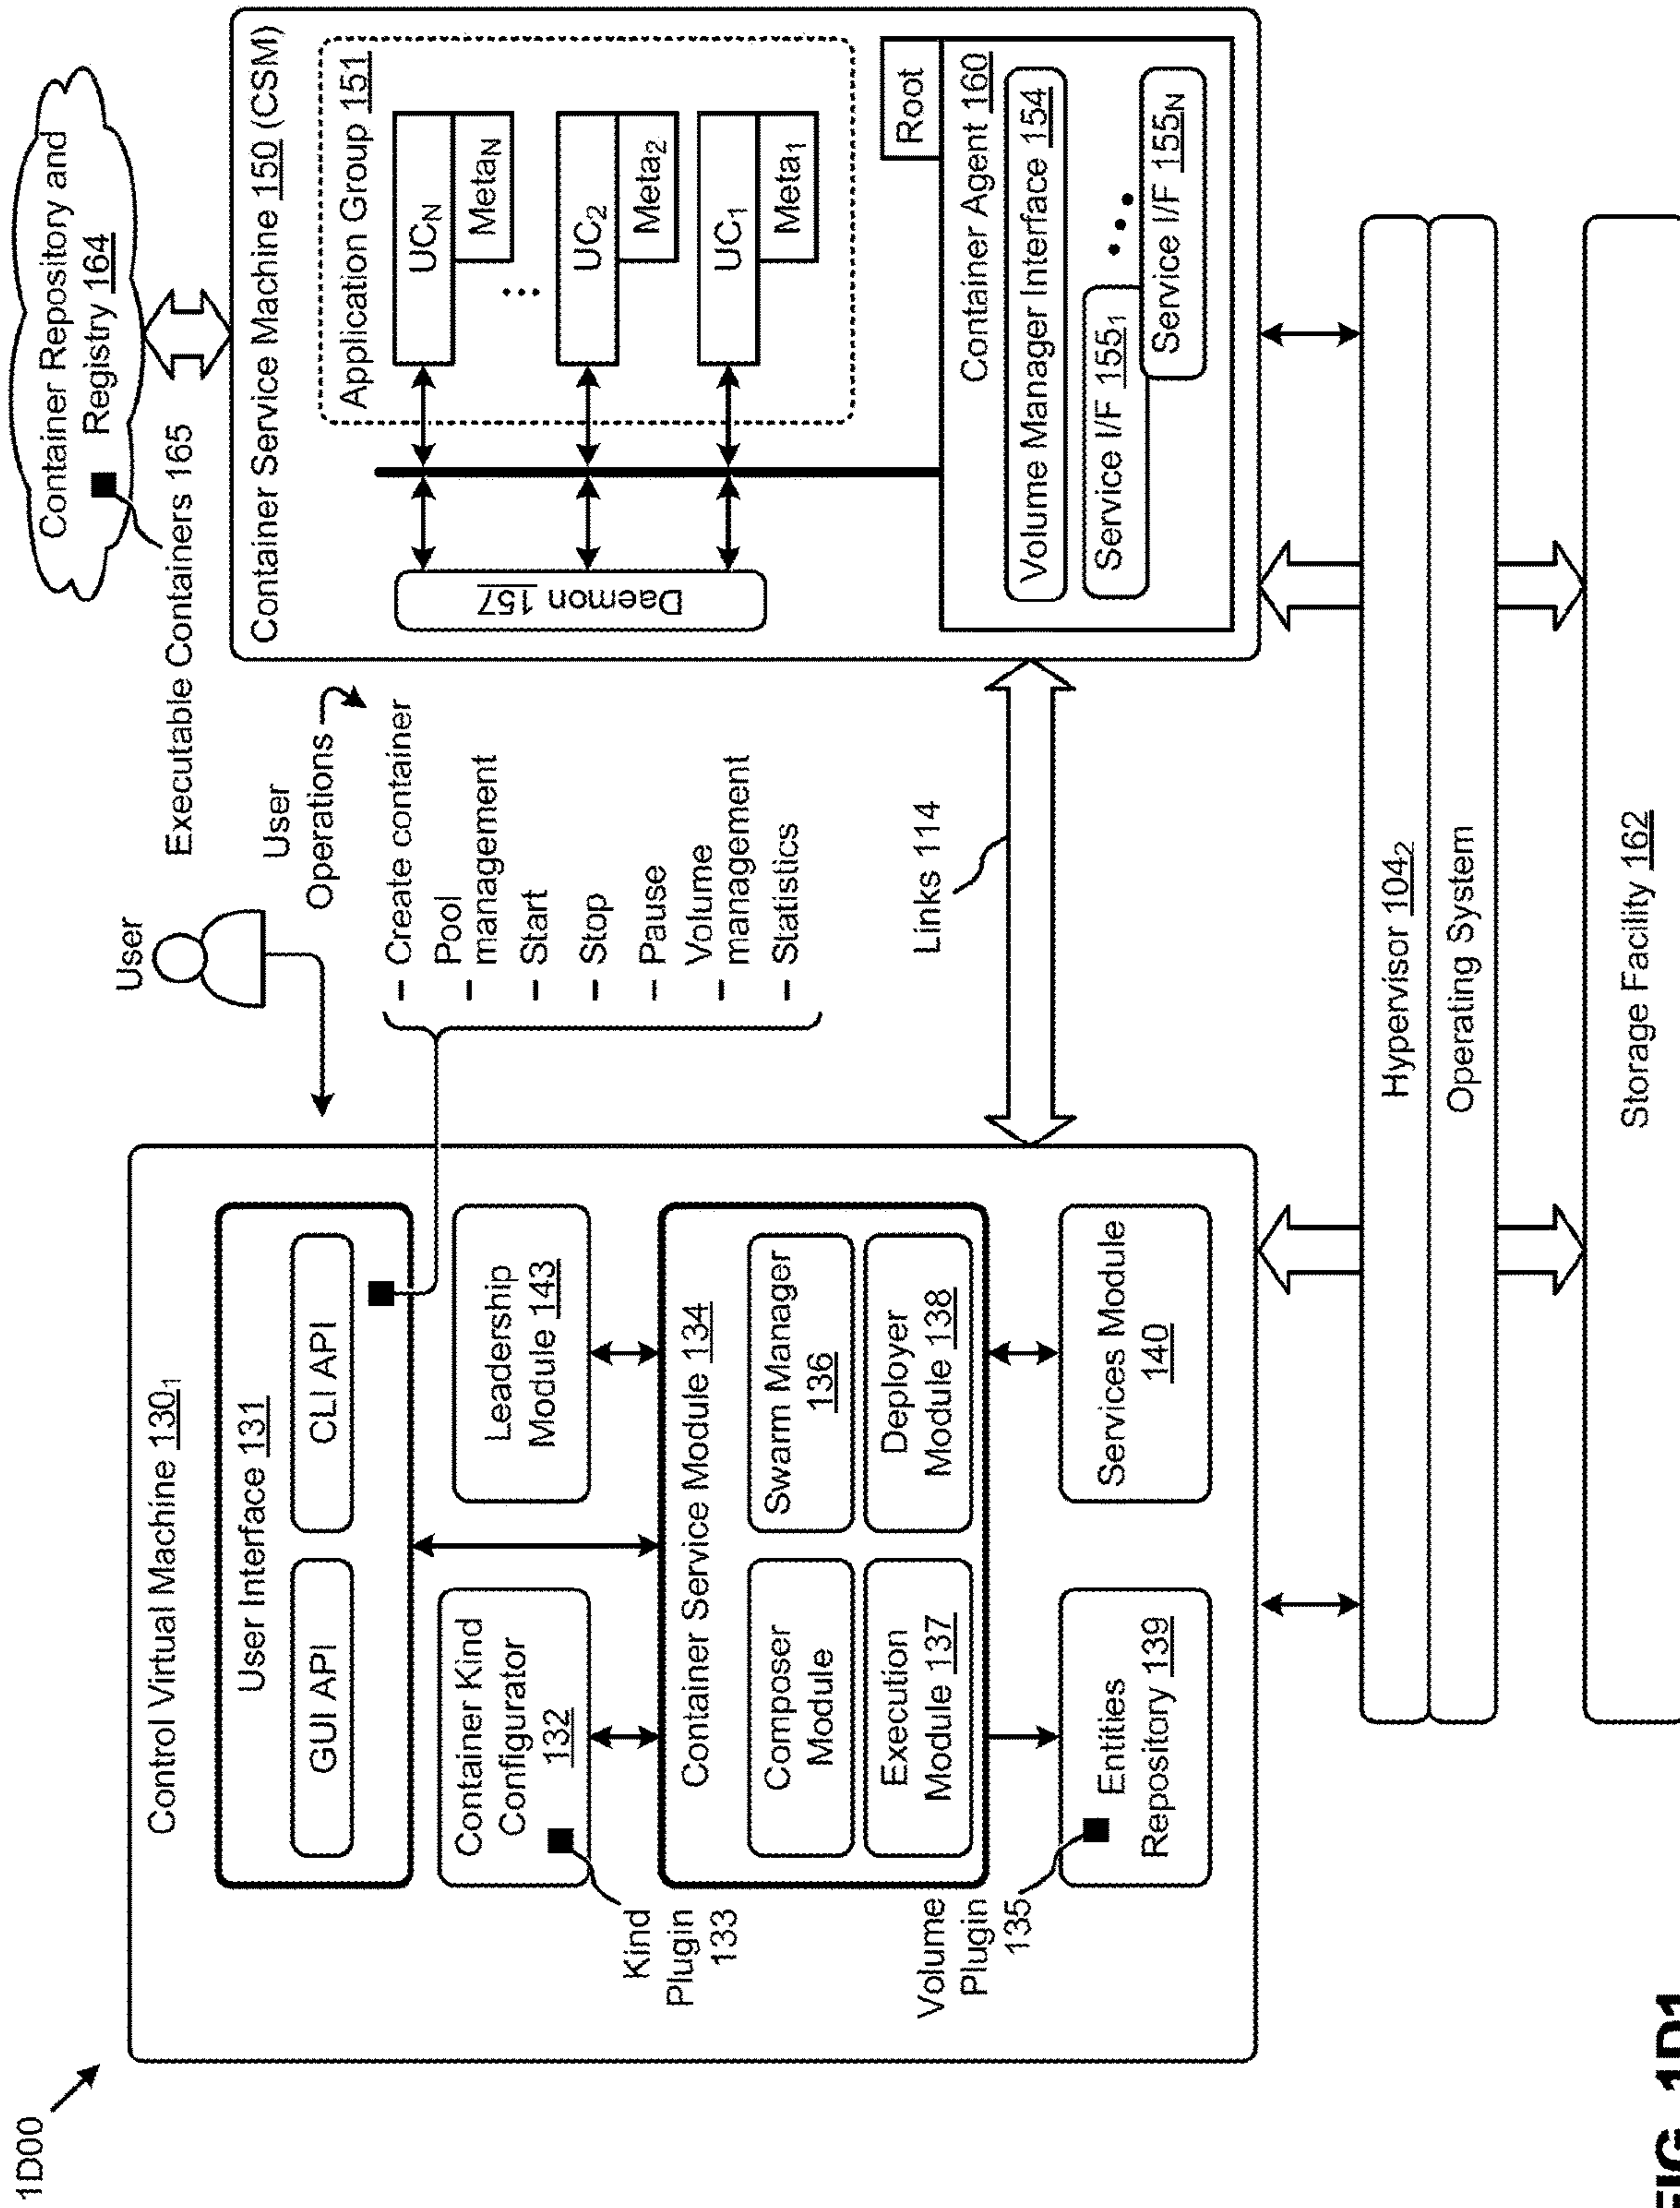 1D00
Control Virtual Machine 130₁
User Interface 131
GUI API
CLI API
Container Kind
Configurator
132
Leadership
Module 143
Kind
Plugin
133
Container Service Module 134
Composer
Module
Swarm Manager
136
Execution
Module 137
Deployer
Module 138
Volume
Plugin
135
Entities
Repository 139
Services Module
140
User
User
Operations
- Create container
- Pool
management
- Start
- Stop
- Pause
- Volume
management
- Statistics
Links 114
Container Repository and
Registry 164
Executable Containers 165
Container Service Machine 150 (CSM)
Application Group 151
UCN
MetaN
...
UC₂
Meta₂
UC₁
Meta₁
Daemon 157
Root
Container Agent 160
Volume Manager Interface 154
Service I/F 155₁
...
Service I/F 155N
Hypervisor 104₂
Operating System
Storage Facility 162
FIG. 1D1